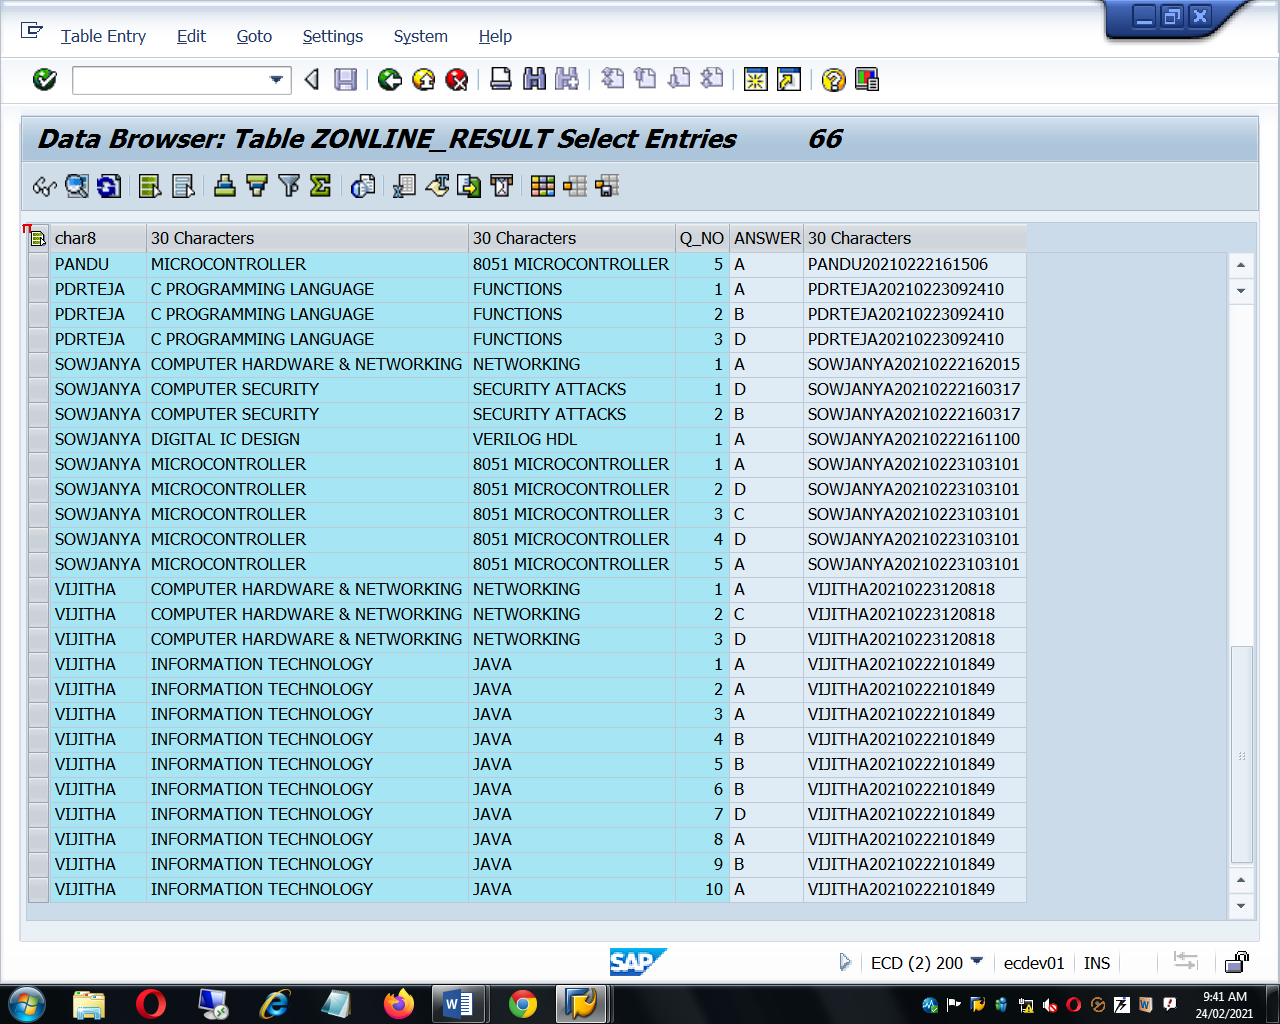 Table Entry Edit Goto Settings System Help
Data Browser: Table ZONLINE_RESULT Select Entries 66
char8 30 Characters 30 Characters Q_NO ANSWER 30 Characters
PANDU MICROCONTROLLER 8051 MICROCONTROLLER 5 A PANDU20210222161506
PDRTEJA C PROGRAMMING LANGUAGE FUNCTIONS 1 A PDRTEJA20210223092410
PDRTEJA C PROGRAMMING LANGUAGE FUNCTIONS 2 B PDRTEJA20210223092410
PDRTEJA C PROGRAMMING LANGUAGE FUNCTIONS 3 D PDRTEJA20210223092410
SOWJANYA COMPUTER HARDWARE & NETWORKING NETWORKING 1 A SOWJANYA20210222162015
SOWJANYA COMPUTER SECURITY SECURITY ATTACKS 1 D SOWJANYA20210222160317
SOWJANYA COMPUTER SECURITY SECURITY ATTACKS 2 B SOWJANYA20210222160317
SOWJANYA DIGITAL IC DESIGN VERILOG HDL 1 A SOWJANYA20210222161100
SOWJANYA MICROCONTROLLER 8051 MICROCONTROLLER 1 A SOWJANYA20210223103101
SOWJANYA MICROCONTROLLER 8051 MICROCONTROLLER 2 D SOWJANYA20210223103101
SOWJANYA MICROCONTROLLER 8051 MICROCONTROLLER 3 C SOWJANYA20210223103101
SOWJANYA MICROCONTROLLER 8051 MICROCONTROLLER 4 D SOWJANYA20210223103101
SOWJANYA MICROCONTROLLER 8051 MICROCONTROLLER 5 A SOWJANYA20210223103101
VIJITHA COMPUTER HARDWARE & NETWORKING NETWORKING 1 A VIJITHA20210223120818
VIJITHA COMPUTER HARDWARE & NETWORKING NETWORKING 2 C VIJITHA20210223120818
VIJITHA COMPUTER HARDWARE & NETWORKING NETWORKING 3 D VIJITHA20210223120818
VIJITHA INFORMATION TECHNOLOGY JAVA 1 A VIJITHA20210222101849
VIJITHA INFORMATION TECHNOLOGY JAVA 2 A VIJITHA20210222101849
VIJITHA INFORMATION TECHNOLOGY JAVA 3 A VIJITHA20210222101849
VIJITHA INFORMATION TECHNOLOGY JAVA 4 B VIJITHA20210222101849
VIJITHA INFORMATION TECHNOLOGY JAVA 5 B VIJITHA20210222101849
VIJITHA INFORMATION TECHNOLOGY JAVA 6 B VIJITHA20210222101849
VIJITHA INFORMATION TECHNOLOGY JAVA 7 D VIJITHA20210222101849
VIJITHA INFORMATION TECHNOLOGY JAVA 8 A VIJITHA20210222101849
VIJITHA INFORMATION TECHNOLOGY JAVA 9 B VIJITHA20210222101849
VIJITHA INFORMATION TECHNOLOGY JAVA 10 A VIJITHA20210222101849
SAP ECD (2) 200 ecdev01 INS
9:41 AM
24/02/2021